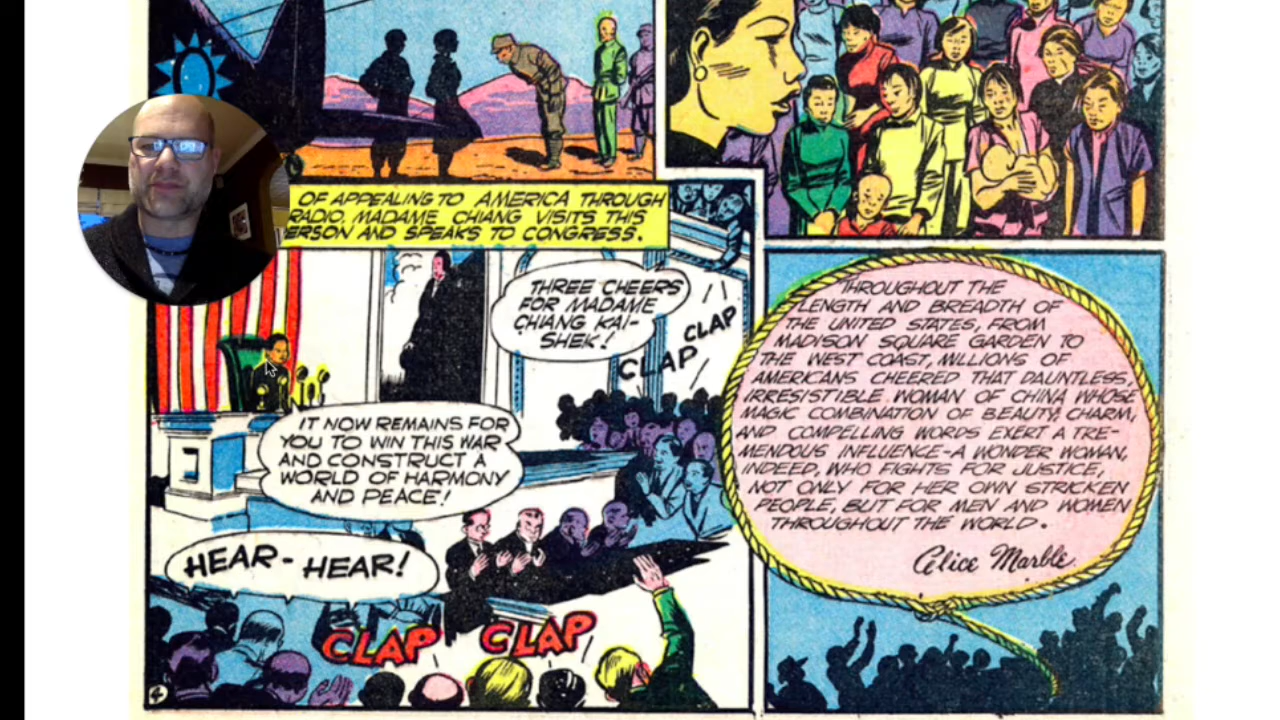 OF APPEALING TO AMERICA THROUGH
RADIO, MADAME CHIANG VISITS THIS
ERSON AND SPEAKS TO CONGRESS.
THREE CHEERS
FOR MADAME
CHIANG KAI-
SHEK!
CLAP
CLAP
IT NOW REMAINS FOR
YOU TO WIN THIS WAR
AND CONSTRUCT A
WORLD OF HARMONY
AND PEACE!
HEAR-HEAR!
CLAP CLAP
4
THROUGHOUT THE
LENGTH AND BREADTH OF
THE UNITED STATES, FROM
MADISON SQUARE GARDEN TO
THE WEST COAST, MILLIONS OF
AMERICANS CHEERED THAT DAUNTLESS,
IRRESISTIBLE WOMAN OF CHINA WHOSE
MAGIC COMBINATION OF BEAUTY, CHARM,
AND COMPELLING WORDS EXERT A TRE-
MENDOUS INFLUENCE-A WONDER WOMAN,
INDEED, WHO FIGHTS FOR JUSTICE,
NOT ONLY FOR HER OWN STRICKEN
PEOPLE, BUT FOR MEN AND WOMEN
THROUGHOUT THE WORLD.
Alice Marble